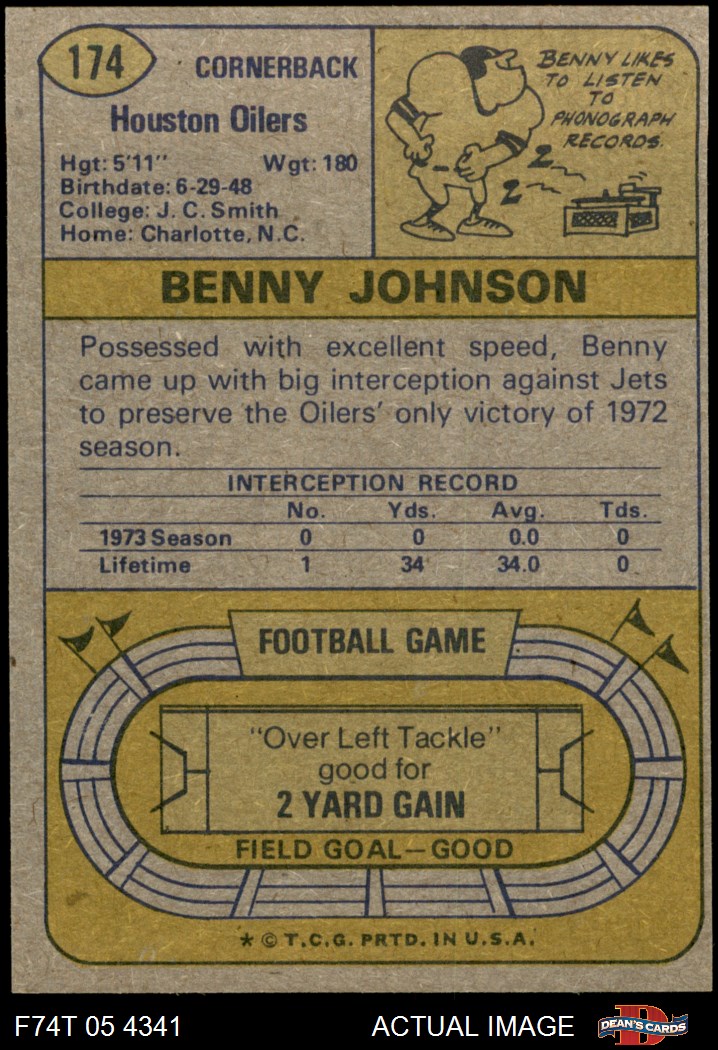 174
CORNERBACK
Houston Oilers
Hgt: 5'11" Wgt: 180
Birthdate: 6-29-48
College: J. C. Smith
Home: Charlotte, N.C.
BENNY LIKES
TO LISTEN
TO
PHONOGRAPH
RECORDS.
2
2
BENNY JOHNSON
Possessed with excellent speed, Benny
came up with big interception against Jets
to preserve the Oilers' only victory of 1972
season.
INTERCEPTION RECORD
No. Yds. Avg. Tds.
1973 Season 0 0 0.0 0
Lifetime 1 34 34.0 0
FOOTBALL GAME
"Over Left Tackle"
good for
2 YARD GAIN
FIELD GOAL—GOOD
* © T.C.G. PRTD. IN U.S.A.
F74T 05 4341 ACTUAL IMAGE
D
DEAN'S CARDS